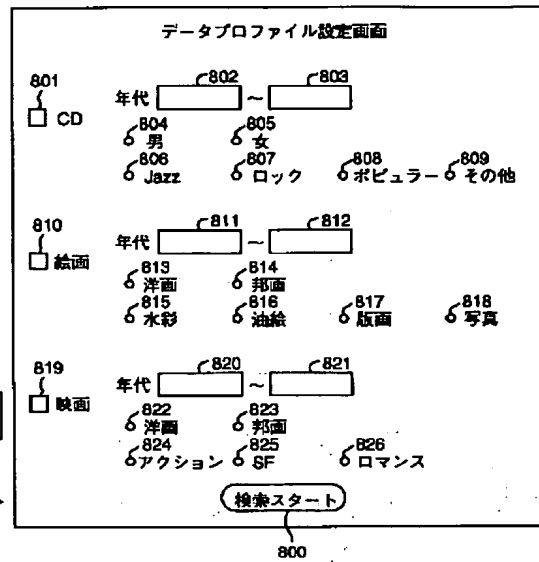 データプロファイル設定画面
801 802 803
CD 年代 ～
804 805
男 女
806 807 808 809
Jazz ロック ポピュラー その他
810 811 812
絵画 年代 ～
813 814
洋画 邦画
815 816 817 818
水彩 油絵 版画 写真
819 820 821
映画 年代 ～
822 823
洋画 邦画
824 825 826
アクション SF ロマンス
検索スタート
800